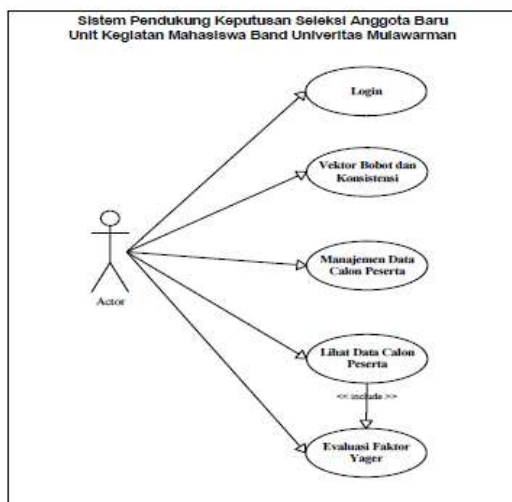 Sistem Pendukung Keputusan Seleksi Anggota Baru
Unit Kegiatan Mahasiswa Band Univeritas Mulawarman
Login
Vektor Bobot dan
Konsistensi
Manajemen Data
Calon Peserta
Actor
Lihat Data Calon
Peserta
<< include >>
Evaluasi Faktor
Yager